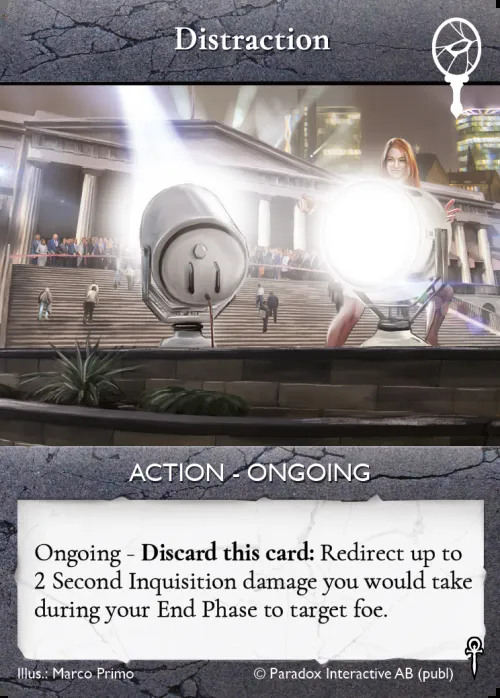 Distraction
ACTION - ONGOING
Ongoing - Discard this card: Redirect up to
2 Second Inquisition damage you would take
during your End Phase to target foe.
Illus.: Marco Primo © Paradox Interactive AB (publ)